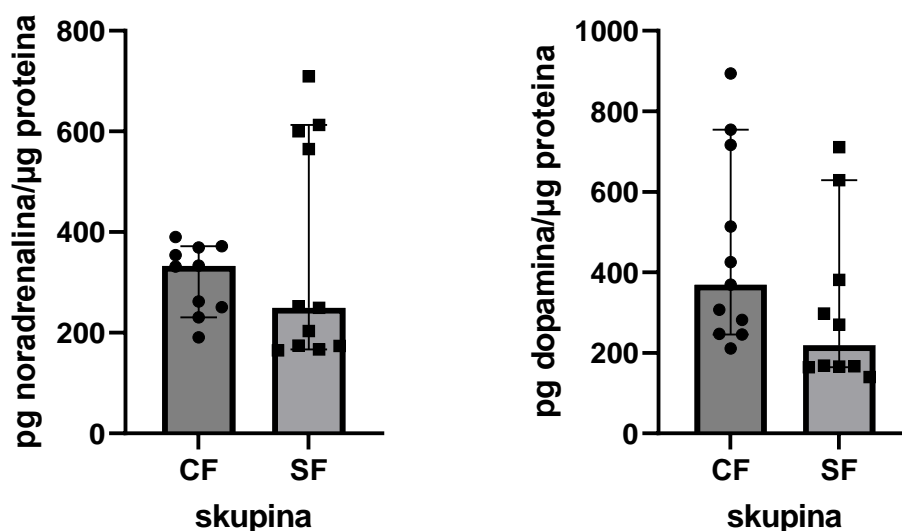 pg noradrenalina/µg proteina
800
600
400
200
0
CF SF
skupina
pg dopamina/µg proteina
1000
800
600
400
200
0
CF SF
skupina